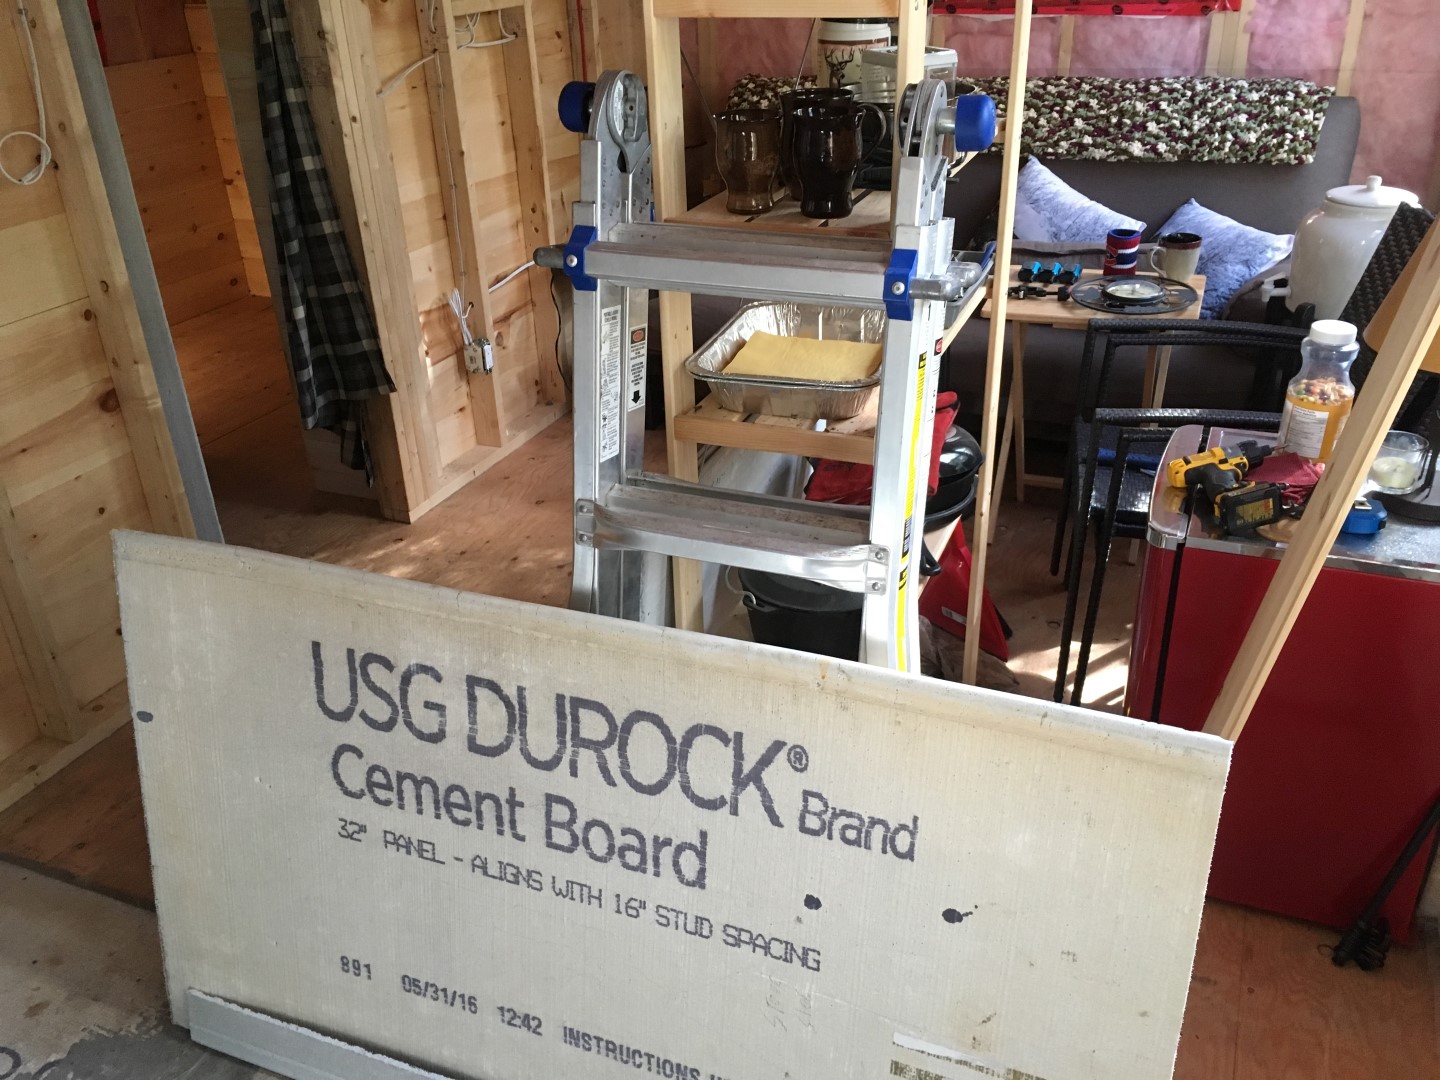 USG DUROCK® Brand
Cement Board
32" PANEL - ALIGNS WITH 16" STUD SPACING
891 05/31/16 12:42 INSTRUCTIONS